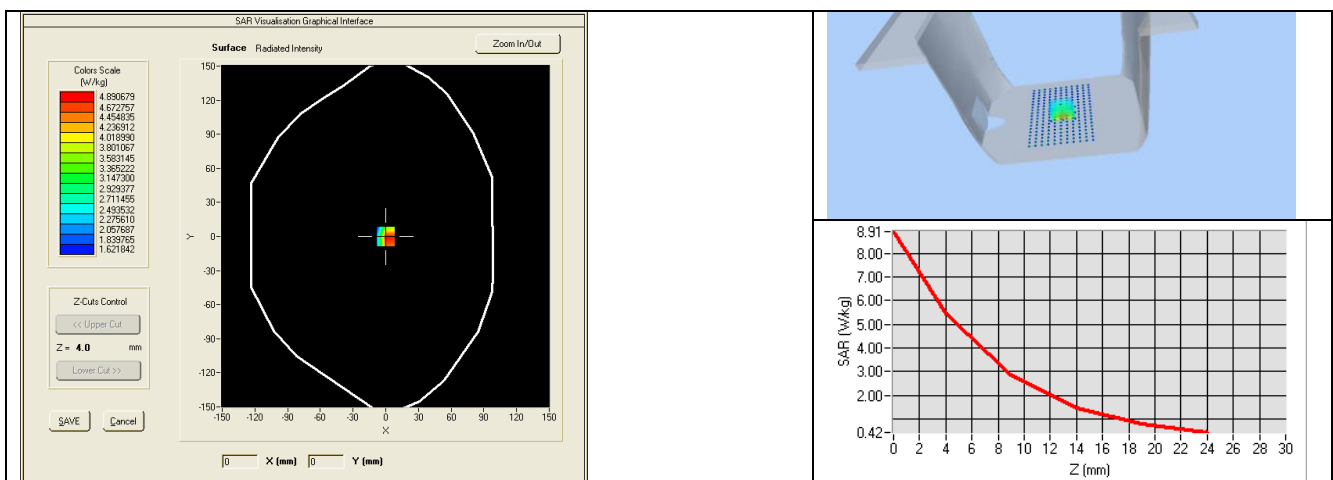 SAR Visualisation Graphical Interface
Surface Radiated Intensity
Zoom In/Out
Colors Scale
(W/kg)
4.890679
4.672757
4.454835
4.236912
4.018990
3.801067
3.583145
3.365222
3.147300
2.929377
2.711455
2.493532
2.275610
2.057687
1.839765
1.621842
Z-Cuts Control
<< Upper Cut
Z = 4.0 mm
Lower Cut >>
SAVE Cancel
150-
120-
90-
60-
30-
Y 0-
-30-
-60-
-90-
-120-
-150-
-150 -120 -90 -60 -30 0 30 60 90 120 150
X
0 X (mm) 0 Y (mm)
8.91-
8.00-
7.00-
6.00-
5.00-
4.00-
3.00-
2.00-
0.42-
SAR (W/kg)
0 2 4 6 8 10 12 14 16 18 20 22 24 26 28 30
Z (mm)